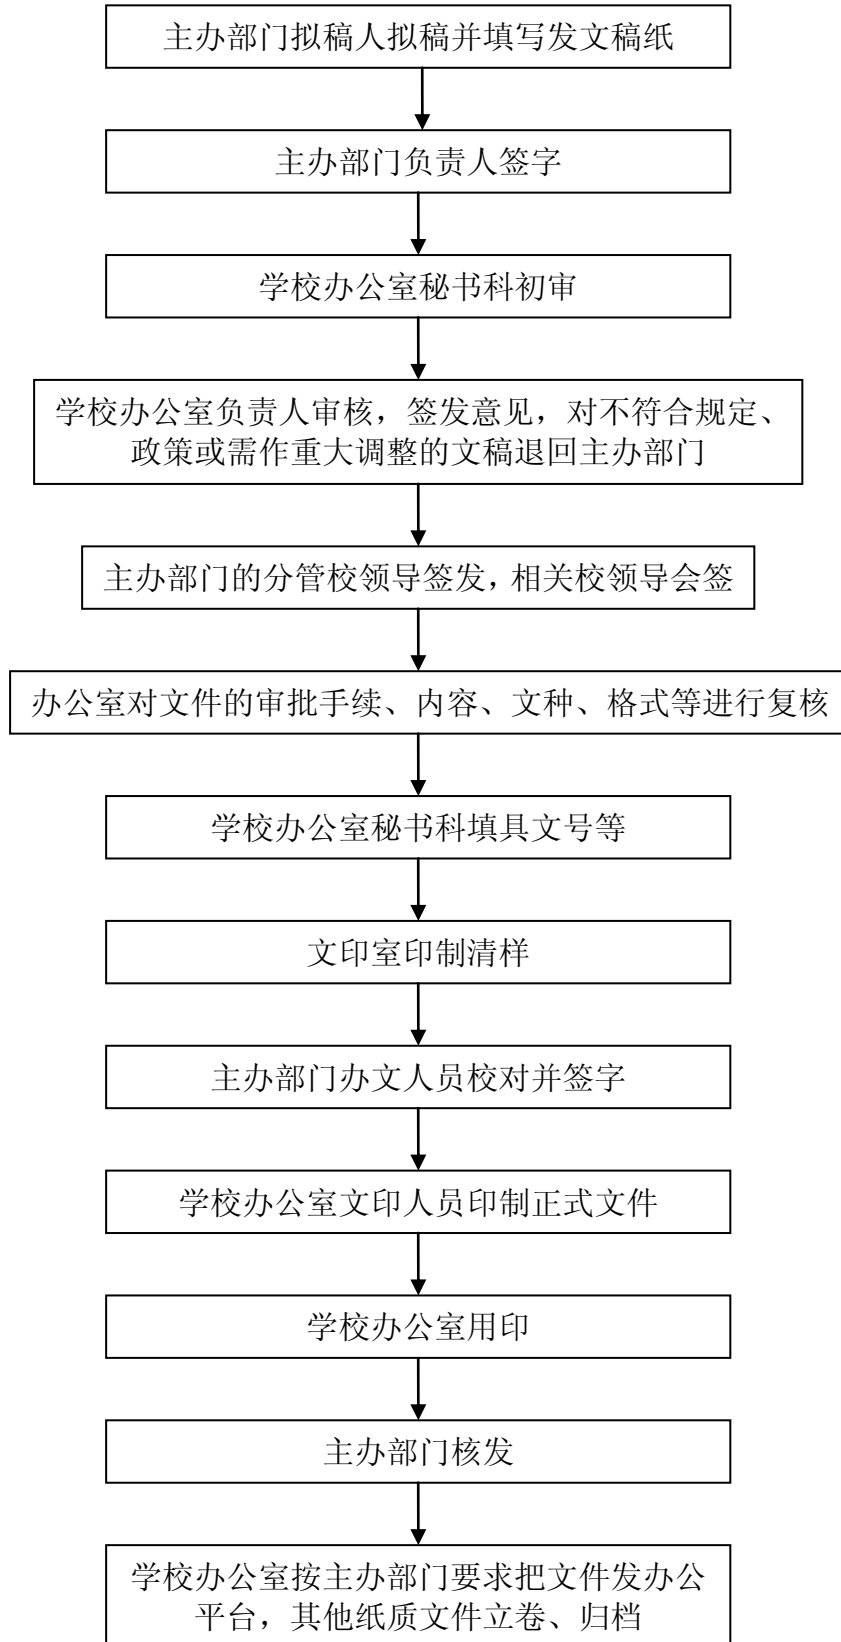 主办部门拟稿人拟稿并填写发文稿纸
主办部门负责人签字
学校办公室秘书科初审
学校办公室负责人审核，签发意见，对不符合规定、
政策或需作重大调整的文稿退回主办部门
主办部门的分管校领导签发，相关校领导会签
办公室对文件的审批手续、内容、文种、格式等进行复核
学校办公室秘书科填具文号等
文印室印制清样
主办部门办文人员校对并签字
学校办公室文印人员印制正式文件
学校办公室用印
主办部门核发
学校办公室按主办部门要求把文件发办公
平台，其他纸质文件立卷、归档